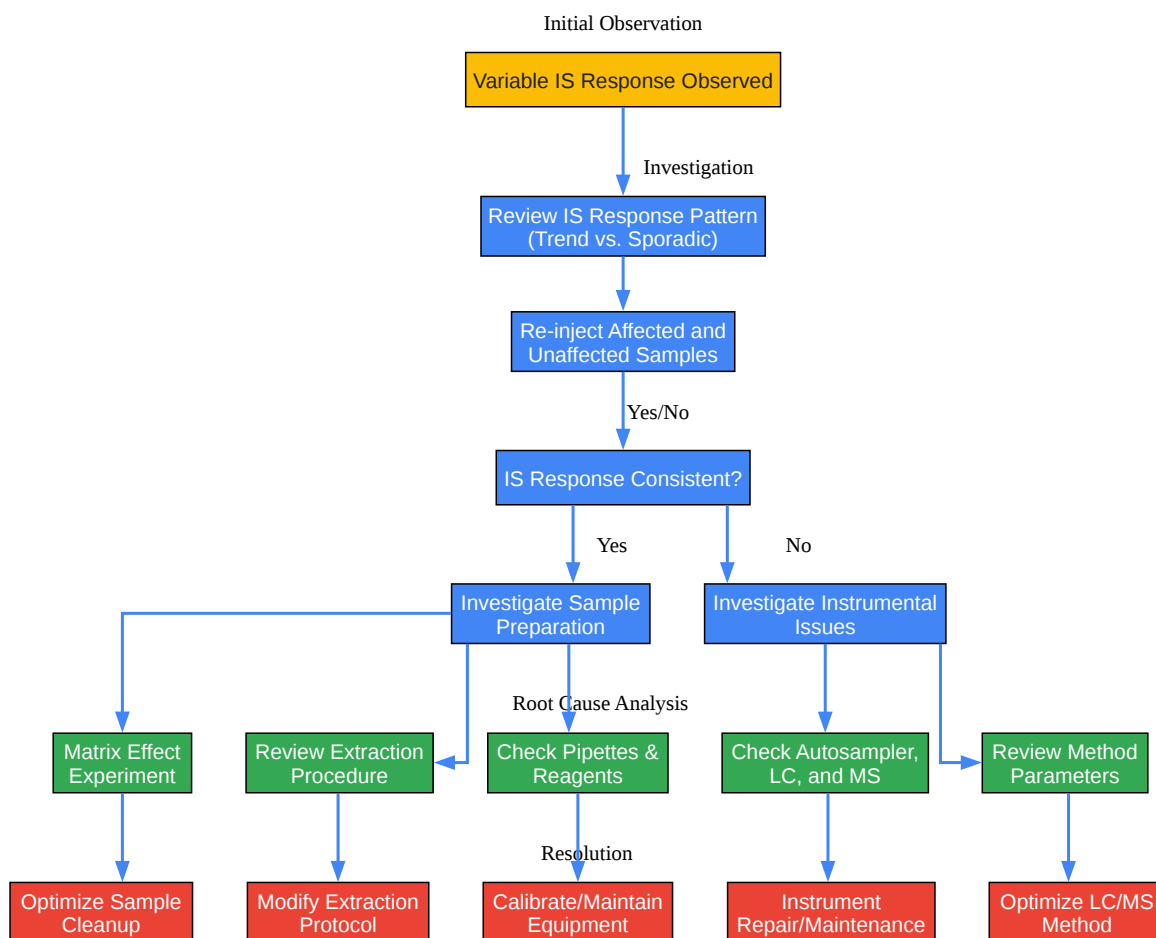 Initial Observation
Variable IS Response Observed
Investigation
Review IS Response Pattern
(Trend vs. Sporadic)
Re-inject Affected and
Unaffected Samples
Yes/No
IS Response Consistent?
Yes
No
Investigate Sample
Preparation
Investigate Instrumental
Issues
Root Cause Analysis
Matrix Effect
Experiment
Review Extraction
Procedure
Check Pipettes &
Reagents
Check Autosampler,
LC, and MS
Review Method
Parameters
Resolution
Optimize Sample
Cleanup
Modify Extraction
Protocol
Calibrate/Maintain
Equipment
Instrument
Repair/Maintenance
Optimize LC/MS
Method